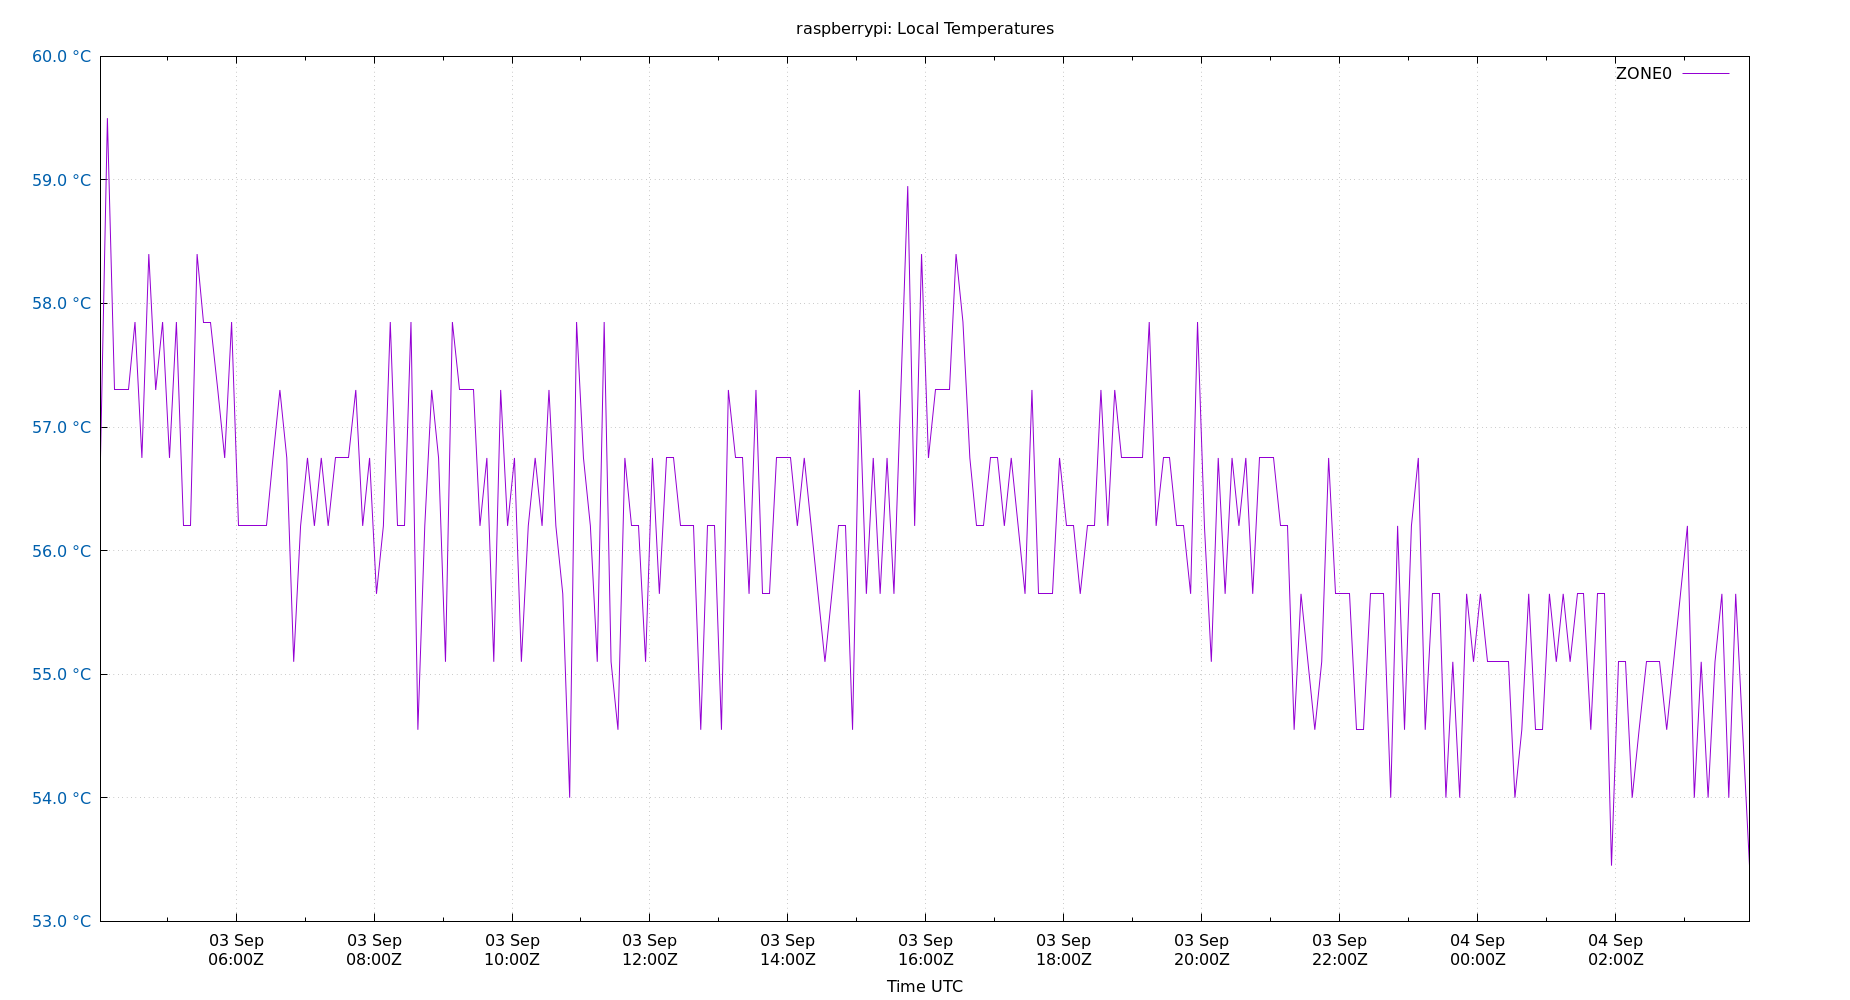 raspberrypi: Local Temperatures
60.0 °C
ZONE0
59.0 °C
58.0 °C
57.0 °C
56.0 °C
55.0 °C
54.0 °C
53.0 °C
03 Sep 03 Sep 03 Sep 03 Sep 03 Sep 03 Sep 03 Sep 03 Sep 03 Sep 04 Sep 04 Sep
06:00Z 08:00Z 10:00Z 12:00Z 14:00Z 16:00Z 18:00Z 20:00Z 22:00Z 00:00Z 02:00Z
Time UTC